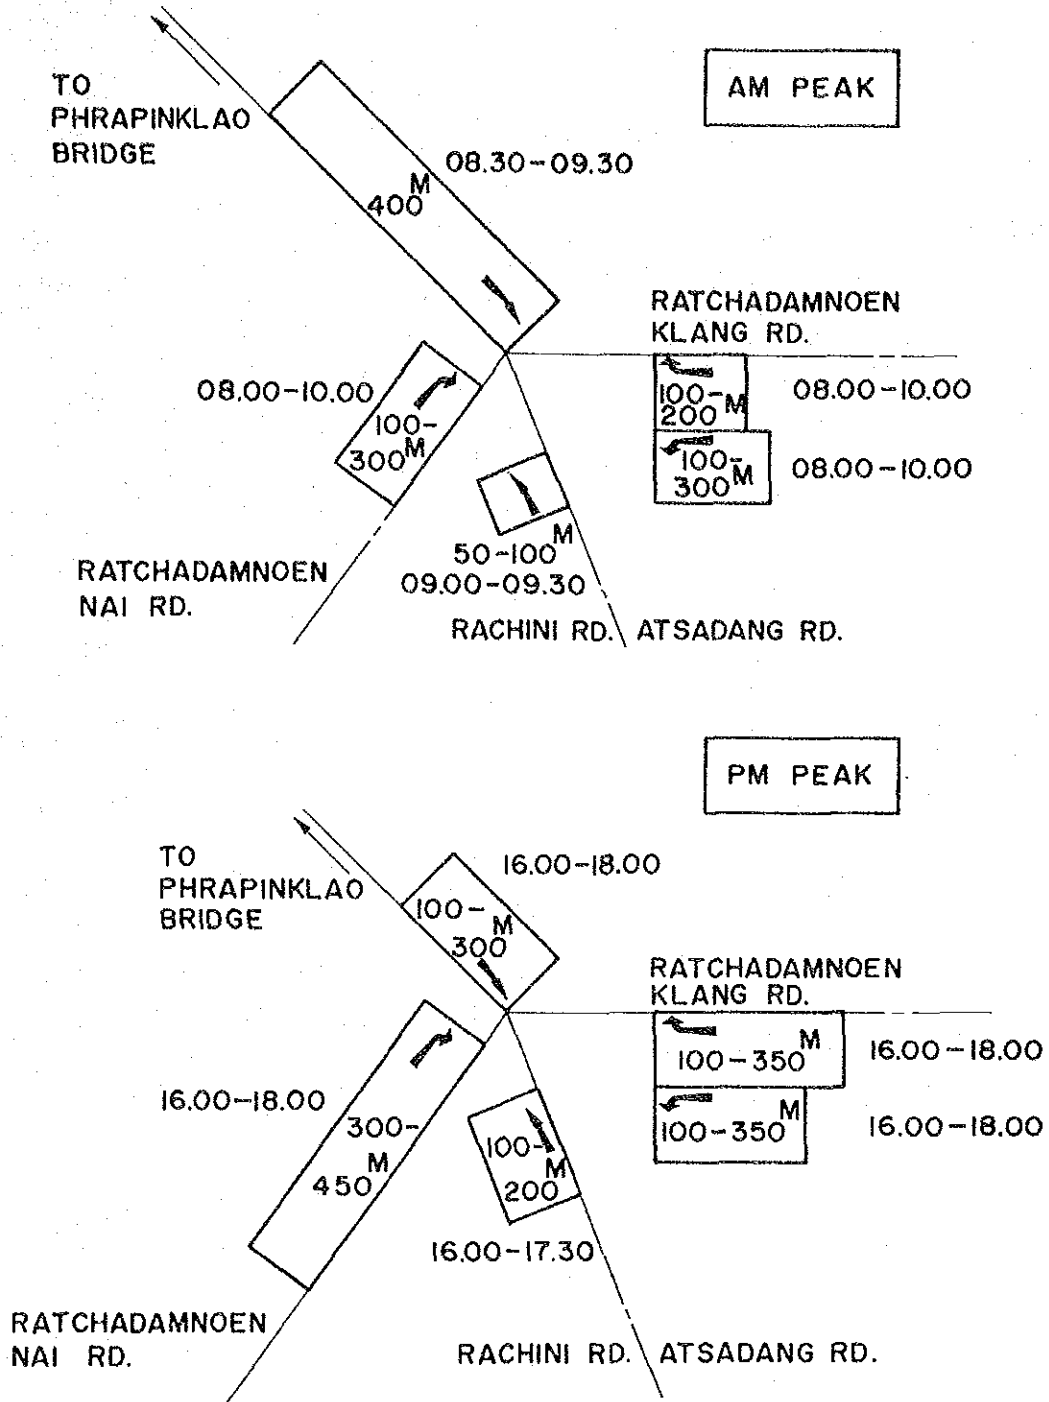 AM PEAK
TO
PHRAPINKLAO
BRIDGE
08.30-09.30
400M
RATCHADAMNOEN
KLANG RD.
08.00-10.00
100-
300M
100-
200M
08.00-10.00
100-
300M
08.00-10.00
50-100M
09.00-09.30
RATCHADAMNOEN
NAI RD.
RACHINI RD. ATSADANG RD.
PM PEAK
TO
PHRAPINKLAO
BRIDGE
16.00-18.00
100-
300M
RATCHADAMNOEN
KLANG RD.
100-350M
16.00-18.00
100-350M
16.00-18.00
16.00-18.00
300-
450M
100-
200M
16.00-17.30
RATCHADAMNOEN
NAI RD.
RACHINI RD. ATSADANG RD.